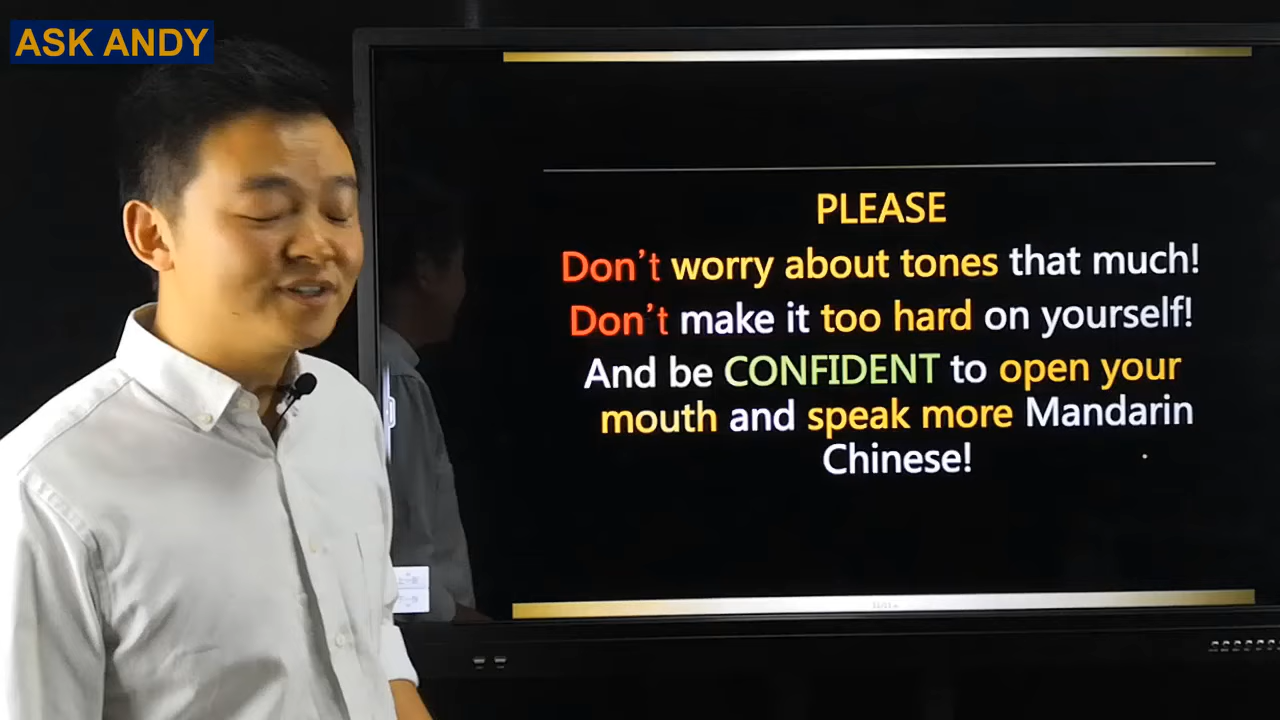 ASK ANDY
PLEASE
Don't worry about tones that much!
Don't make it too hard on yourself!
And be CONFIDENT to open your
mouth and speak more Mandarin
Chinese!